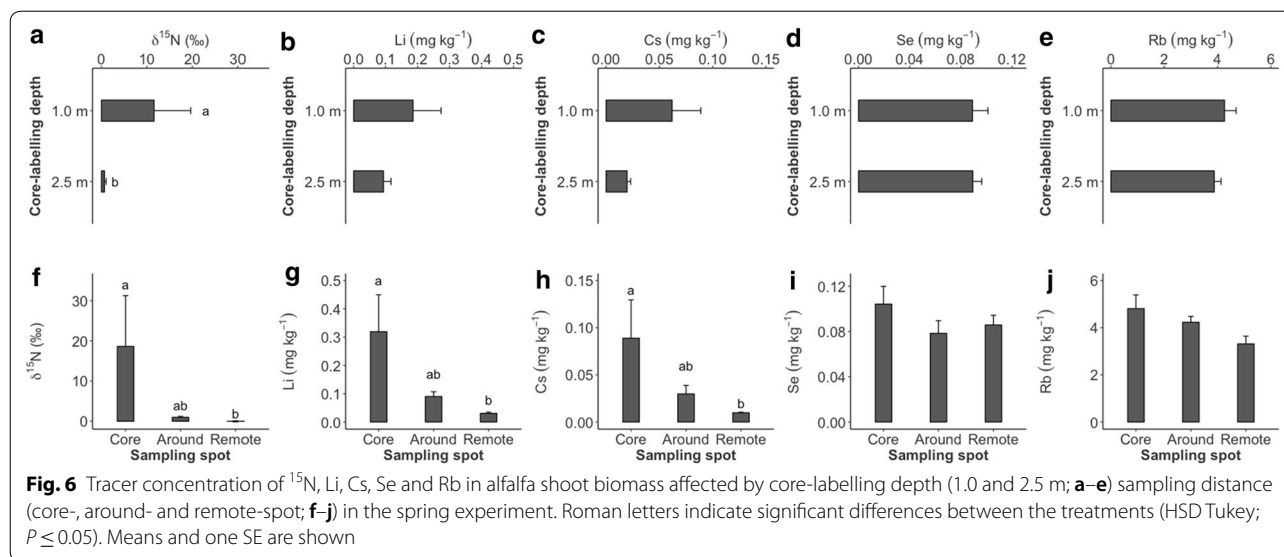 a δ¹⁵N (‰)
0 10 20 30
Core-labelling depth
1.0 m
2.5 m
a
b
b Li (mg kg⁻¹)
0.0 0.1 0.2 0.3 0.4 0.5
Core-labelling depth
1.0 m
2.5 m
c Cs (mg kg⁻¹)
0.00 0.05 0.10 0.15
Core-labelling depth
1.0 m
2.5 m
d Se (mg kg⁻¹)
0.00 0.04 0.08 0.12
Core-labelling depth
1.0 m
2.5 m
e Rb (mg kg⁻¹)
0 2 4 6
Core-labelling depth
1.0 m
2.5 m
f
δ¹⁵N (‰)
30
20
10
0
a
ab
b
Core Around Remote
Sampling spot
g
Li (mg kg⁻¹)
0.5
0.4
0.3
0.2
0.1
0.0
a
ab
b
Core Around Remote
Sampling spot
h
Cs (mg kg⁻¹)
0.15
0.10
0.05
0.00
a
ab
b
Core Around Remote
Sampling spot
i
Se (mg kg⁻¹)
0.12
0.08
0.04
0.00
Core Around Remote
Sampling spot
j
Rb (mg kg⁻¹)
6
4
2
0
Core Around Remote
Sampling spot
Fig. 6 Tracer concentration of ¹⁵N, Li, Cs, Se and Rb in alfalfa shoot biomass affected by core-labelling depth (1.0 and 2.5 m; a–e) sampling distance
(core-, around- and remote-spot; f–j) in the spring experiment. Roman letters indicate significant differences between the treatments (HSD Tukey;
P ≤ 0.05). Means and one SE are shown